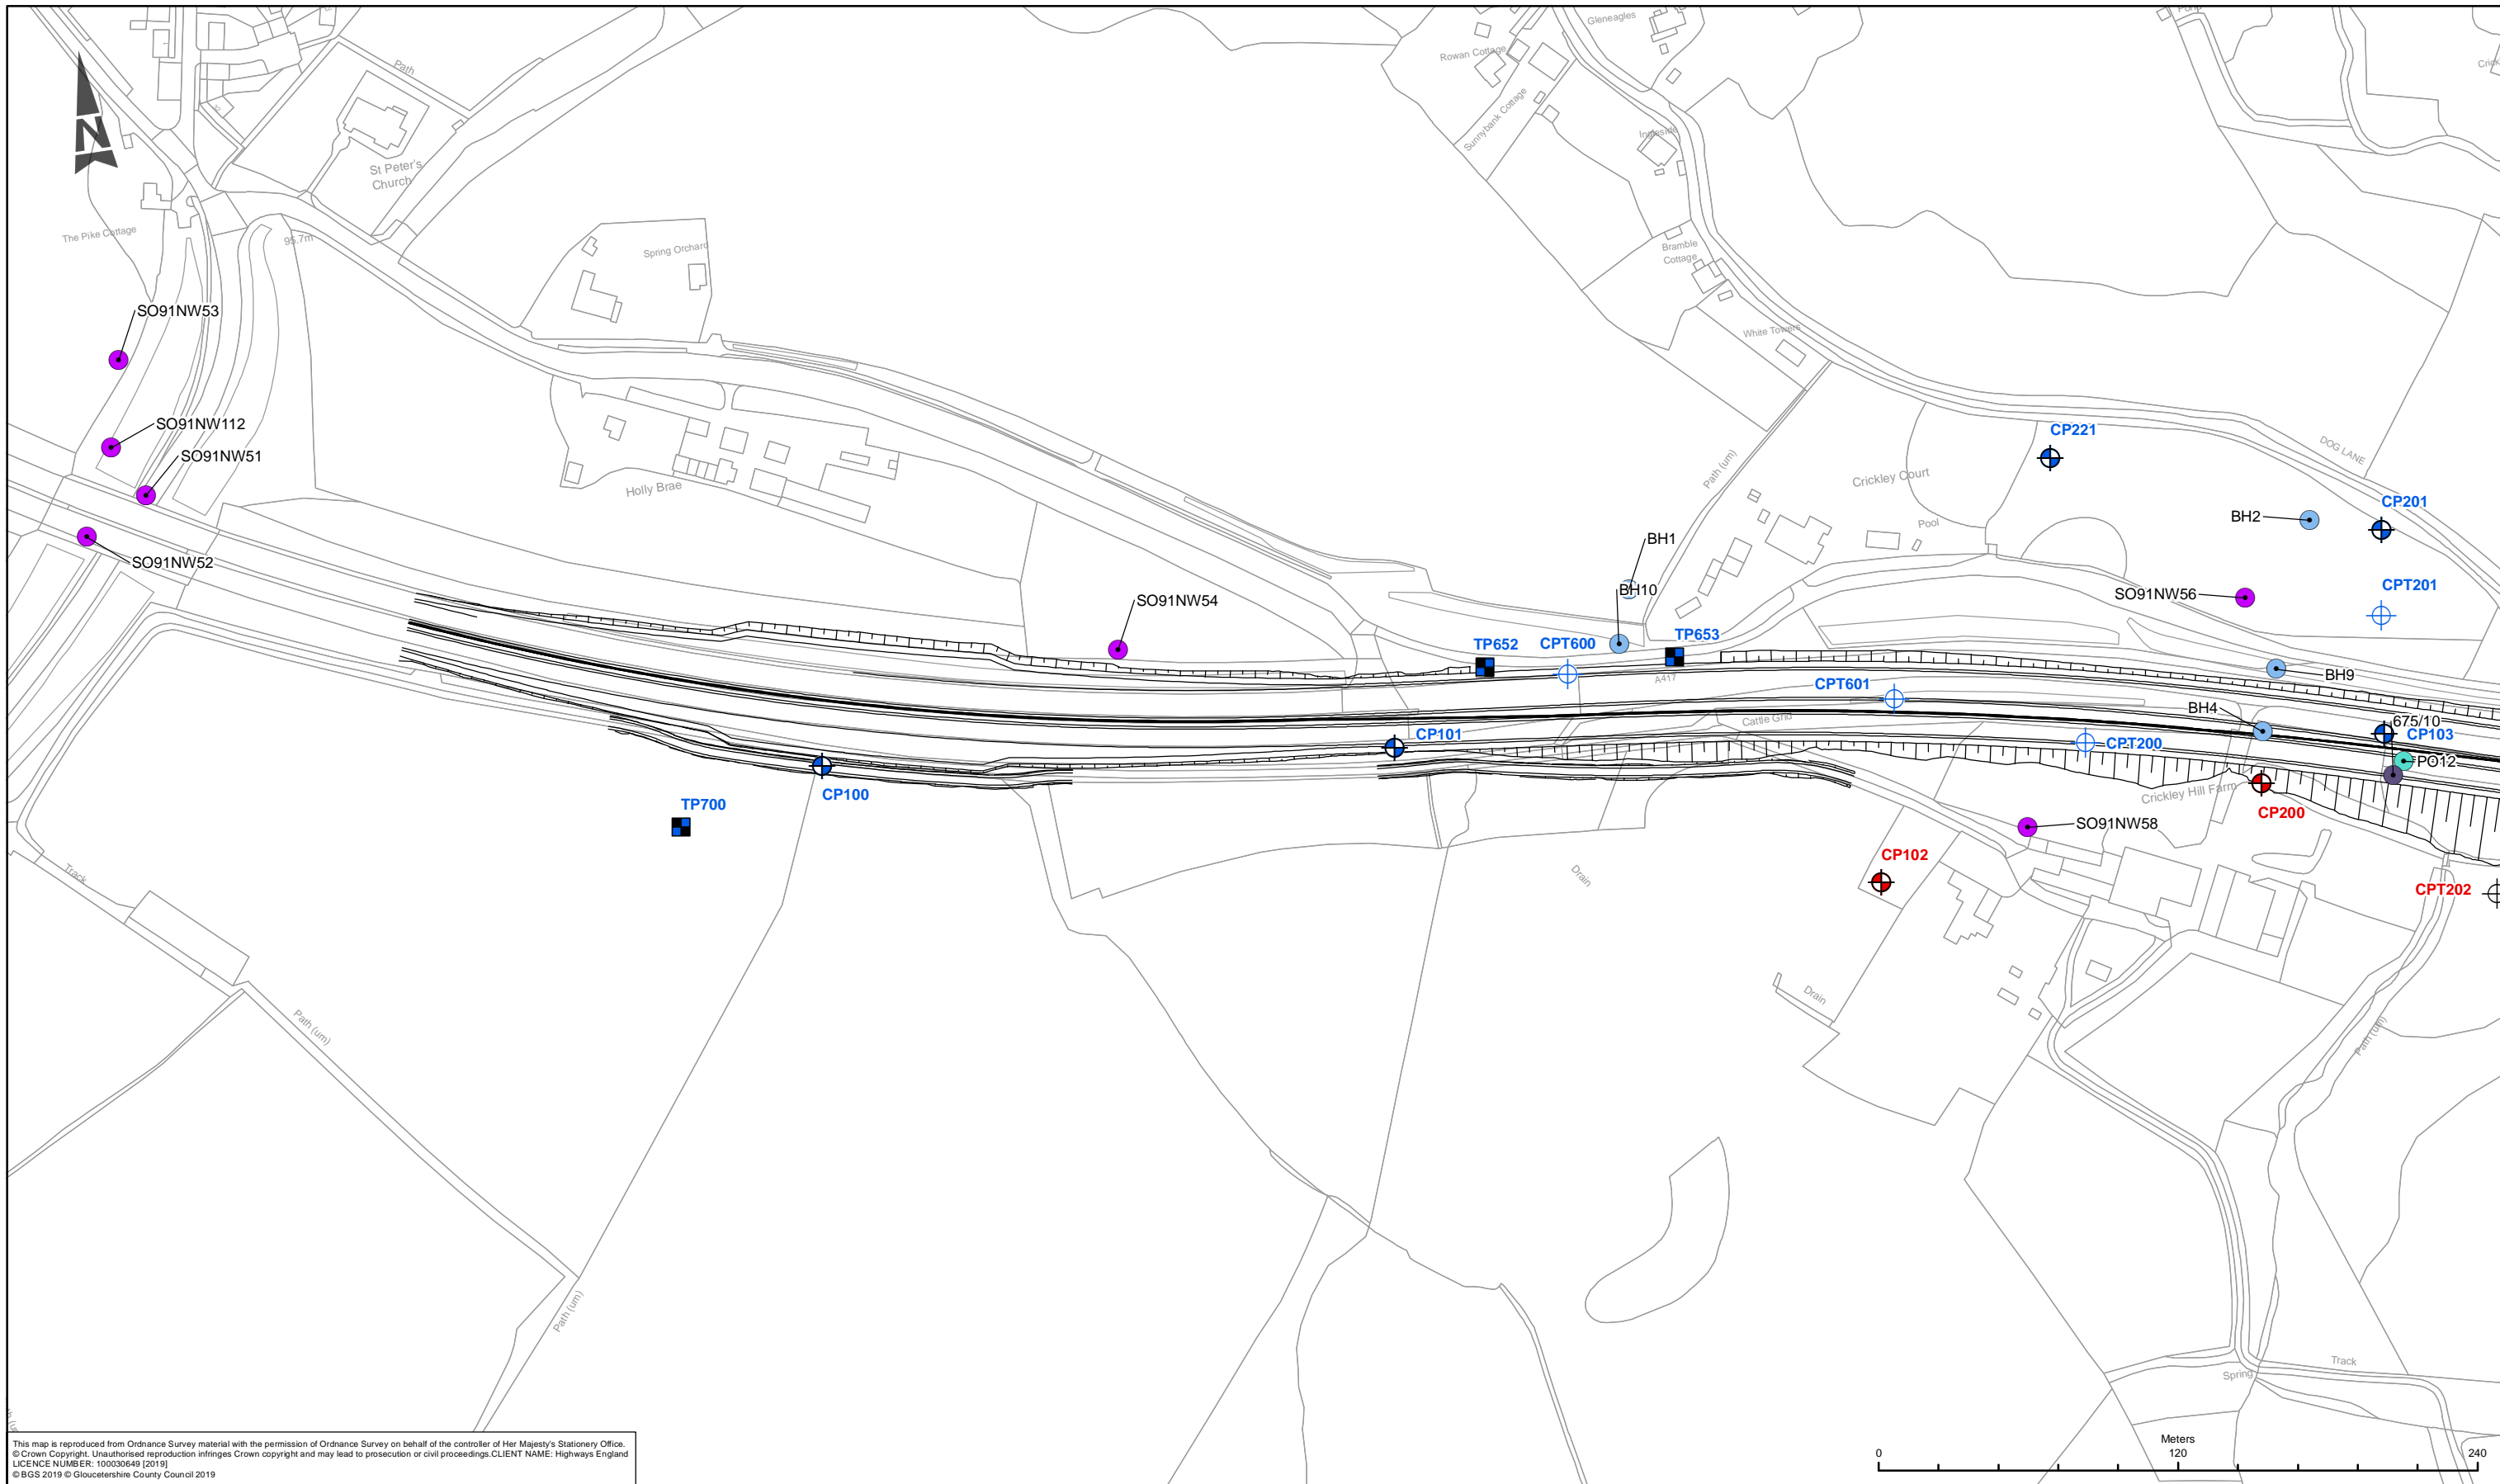 Gleneagles
Rowan Cottage
Path
Sunnybank Cottage
Ingleside
N
St Peter's
Church
The Pike Cottage
95.7m
Spring Orchard
Bramble
Cottage
White Towers
SO91NW53
SO91NW112
SO91NW51
SO91NW52
Holly Brae
Path (um)
Crickley Court
Pool
CP221
DOG LANE
BH2
CP201
BH1
BH10
SO91NW56
CPT201
SO91NW54
TP652
CPT600
TP653
A417
CPT601
BH9
BH4
Cattle Grid
675/10
CP101
CPT200
CP103
PO12
CP100
TP700
Crickley Hill Farm
CP200
SO91NW58
CP102
Drain
CPT202
Track
Path (um)
Drain
Path (um)
Path (um)
Track
Spring
Meters
0
120
240
This map is reproduced from Ordnance Survey material with the permission of Ordnance Survey on behalf of the controller of Her Majesty's Stationery Office.
© Crown Copyright. Unauthorised reproduction infringes Crown copyright and may lead to prosecution or civil proceedings.CLIENT NAME: Highways England
LICENCE NUMBER: 100030649 [2019]
© BGS 2019 © Gloucetershire County Council 2019